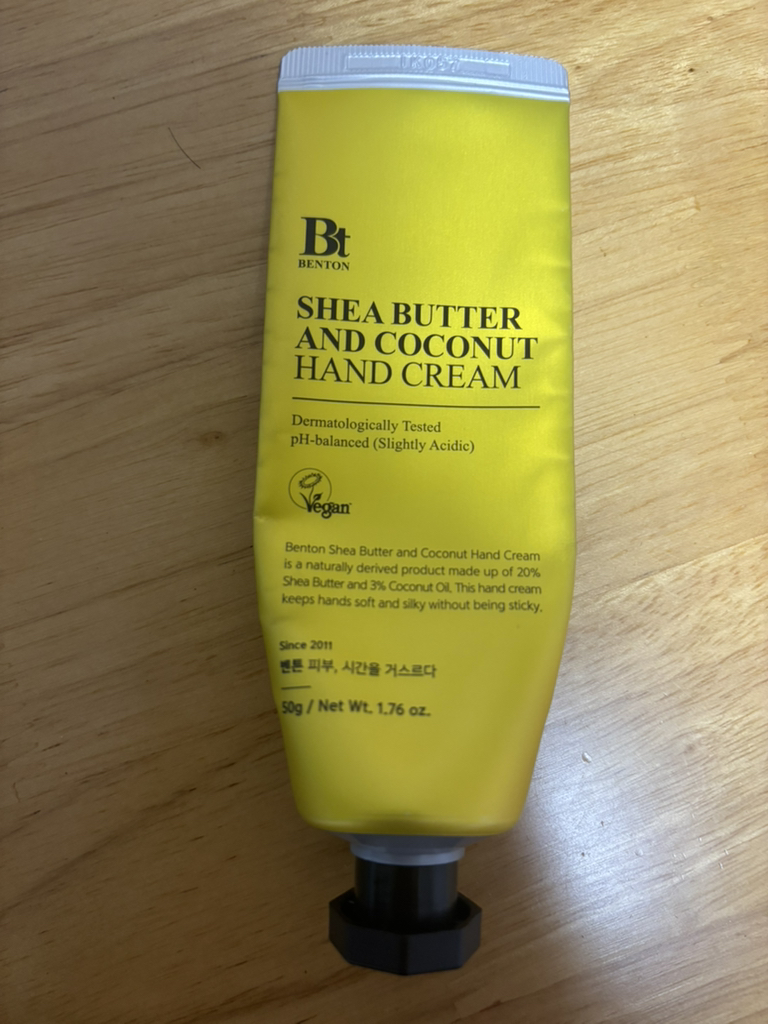 Bt
BENTON
SHEA BUTTER
AND COCONUT
HAND CREAM
Dermatologically Tested
pH-balanced (Slightly Acidic)
Vegan
Benton Shea Butter and Coconut Hand Cream
is a naturally derived product made up of 20%
Shea Butter and 3% Coconut Oil. This hand cream
keeps hands soft and silky without being sticky.
Since 2011
벤튼 피부, 시간을 거스르다
50g / Net Wt. 1.76 oz.